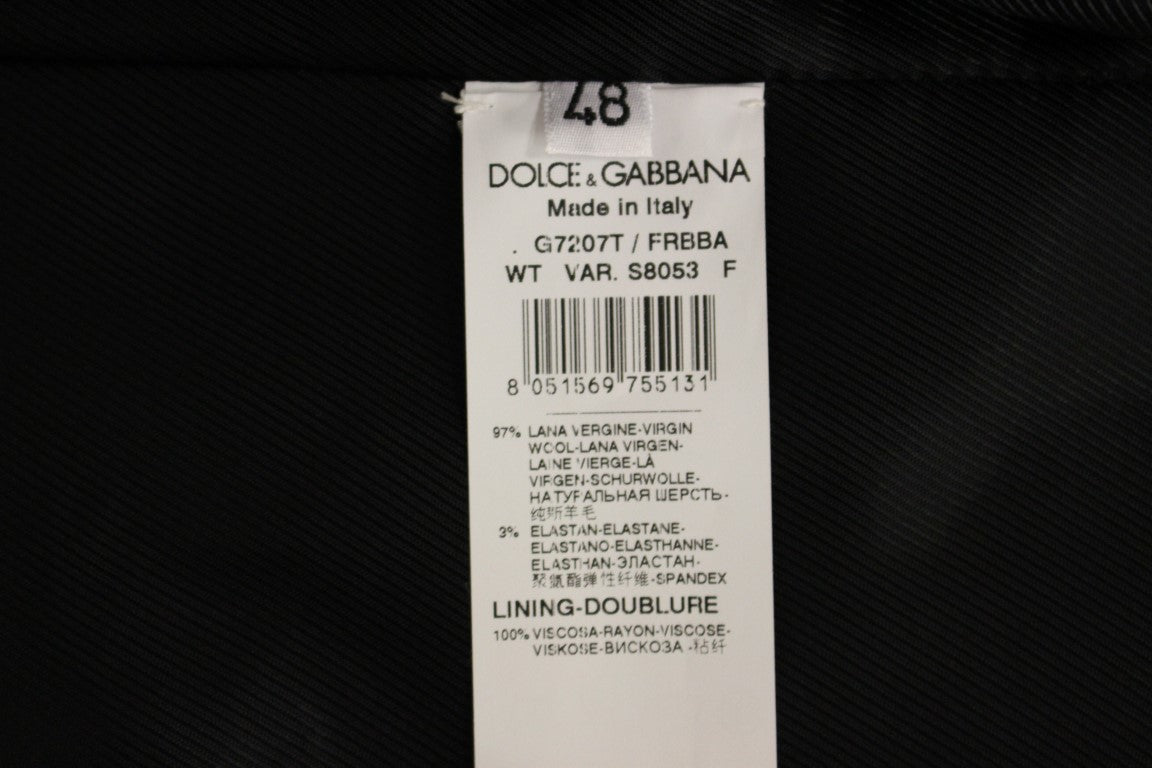 48
DOLCE & GABBANA
Made in Italy
. G7207T / FRBBA
WT VAR. S8053 F
8 051569 755131
97% LANA VERGINE-VIRGIN
WOOL-LANA VIRGEN-
LAINE VIERGE-LÀ
VIRGEN-SCHURWOLLE-
НАТУРАЛЬНАЯ ШЕРСТЬ-
纯新羊毛
3% ELASTAN-ELASTANE-
ELASTANO-ELASTHANNE-
ELASTHAN-ЭЛАСТАН-
聚氨酯弹性纤维-SPANDEX
LINING-DOUBLURE
100% VISCOSA-RAYON-VISCOSE-
VISKOSE-ВИСКОЗА -粘纤